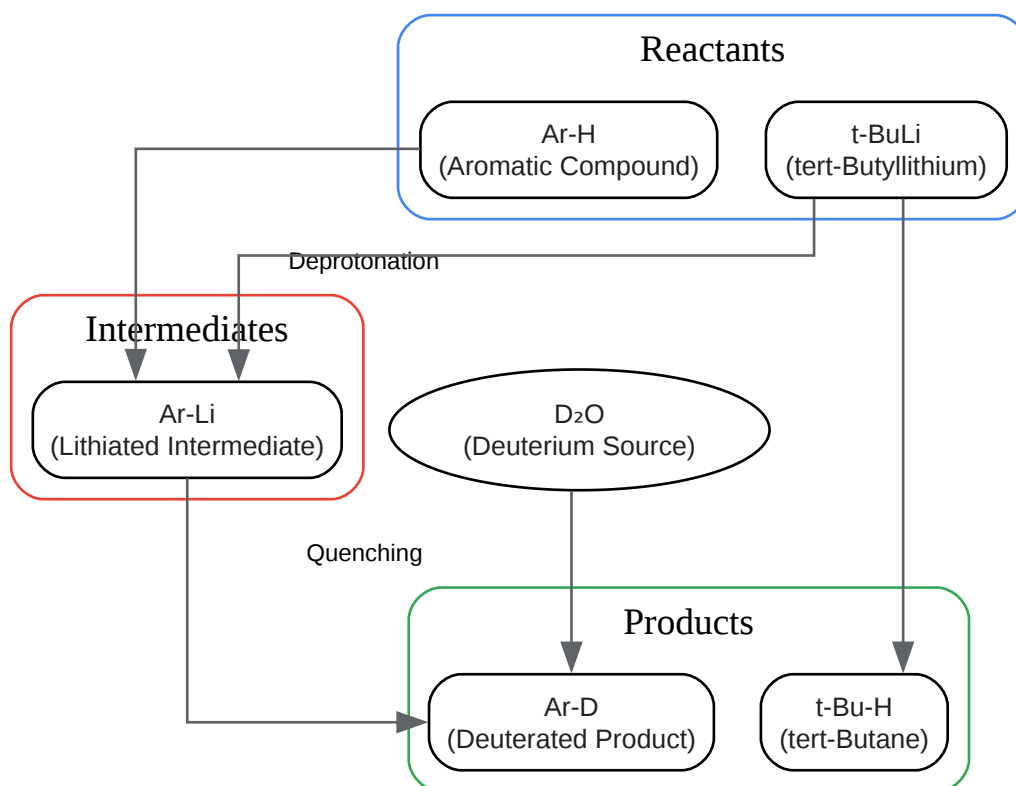 Reactants
Ar-H
(Aromatic Compound)
t-BuLi
(tert-Butyllithium)
Deprotonation
Intermediates
Ar-Li
(Lithiated Intermediate)
D₂O
(Deuterium Source)
Quenching
Products
Ar-D
(Deuterated Product)
t-Bu-H
(tert-Butane)